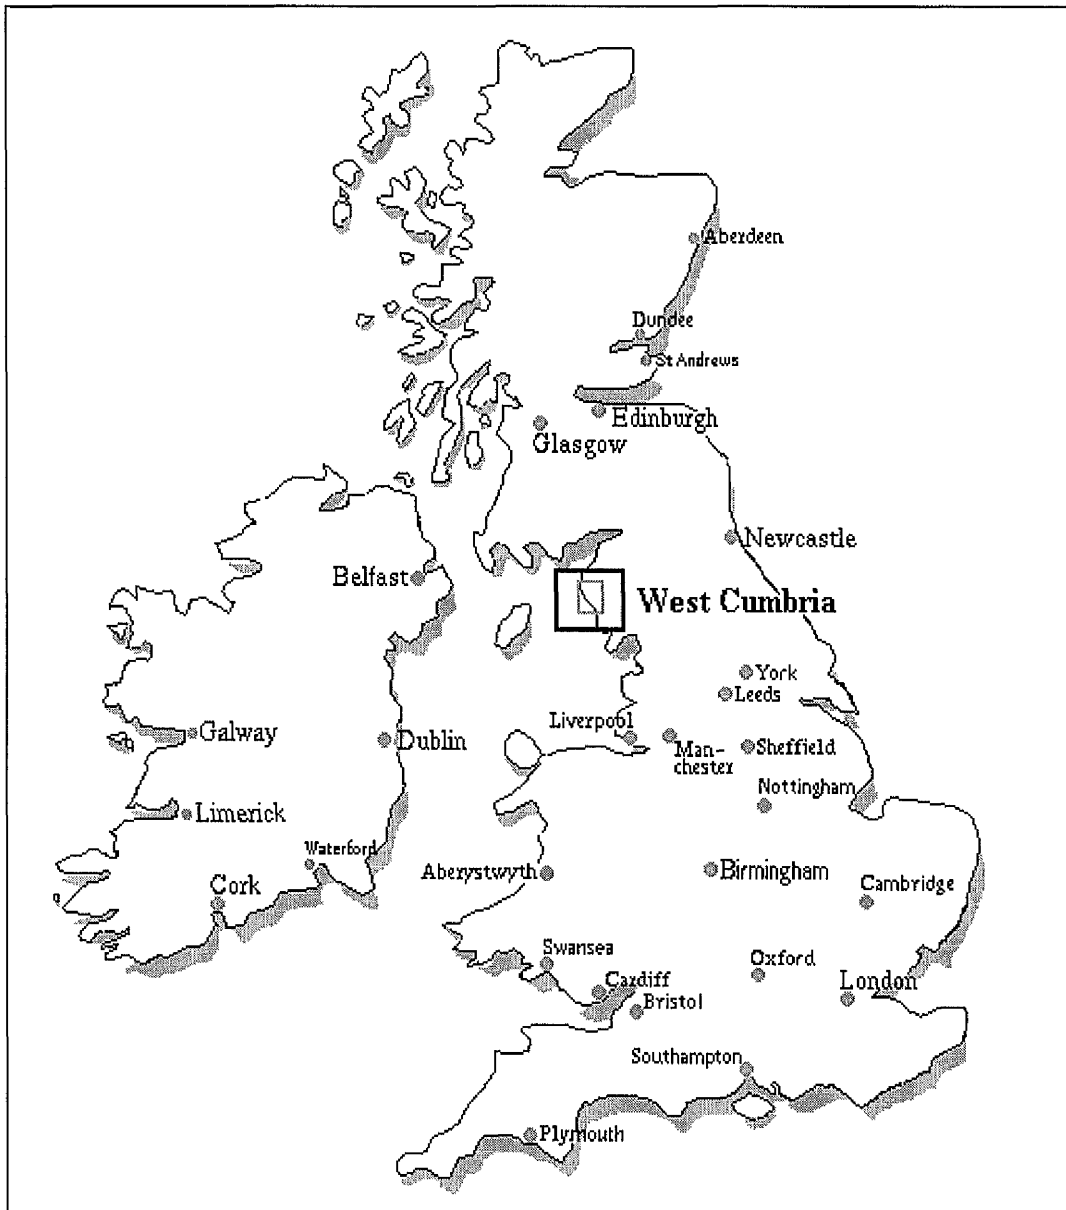 Aberdeen
Dundee
St Andrews
Edinburgh
Glasgow
Newcastle
Belfast
West Cumbria
York
Leeds
Liverpool
Galway
Dublin
Man-
chester
Sheffield
Nottingham
Limerick
Waterford
Aberystwyth
Birmingham
Cork
Cambridge
Swansea
Oxford
Cardiff
London
Bristol
Southampton
Plymouth